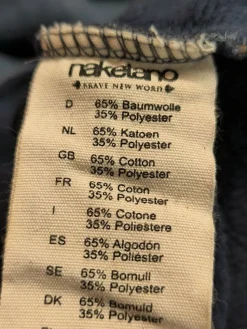 naketano
BRAVE NEW WORD
D 65% Baumwolle
35% Polyester
NL 65% Katoen
35% Polyester
GB 65% Cotton
35% Polyester
FR 65% Coton
35% Poliestere
I 65% Cotone
35% Poliestere
ES 65% Algodón
35% Poliéster
SE 65% Bomull
35% Polyester
DK 65% Bomuld
35% Polyester